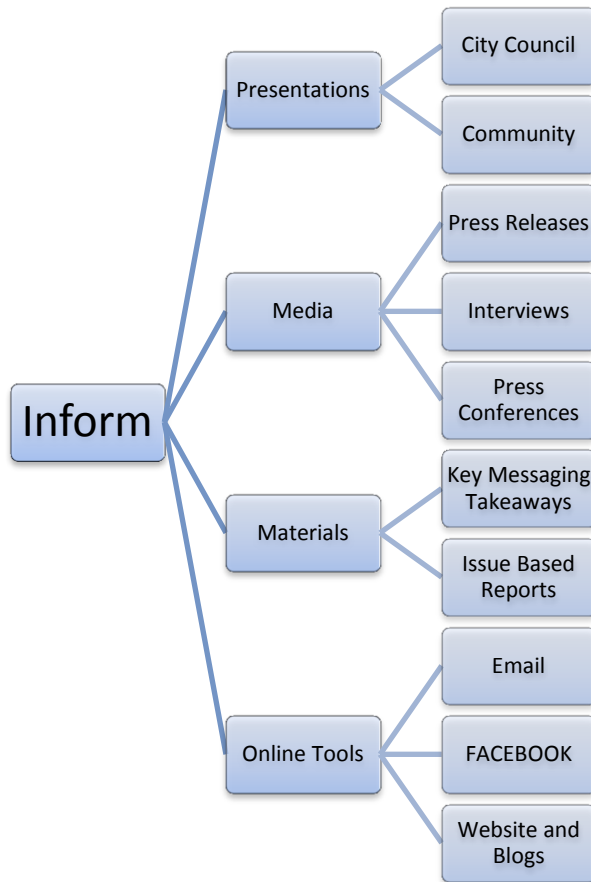 City Council
Presentations
Community
Press Releases
Media
Interviews
Press
Conferences
Inform
Key Messaging
Takeaways
Materials
Issue Based
Reports
Email
Online Tools
FACEBOOK
Website and
Blogs